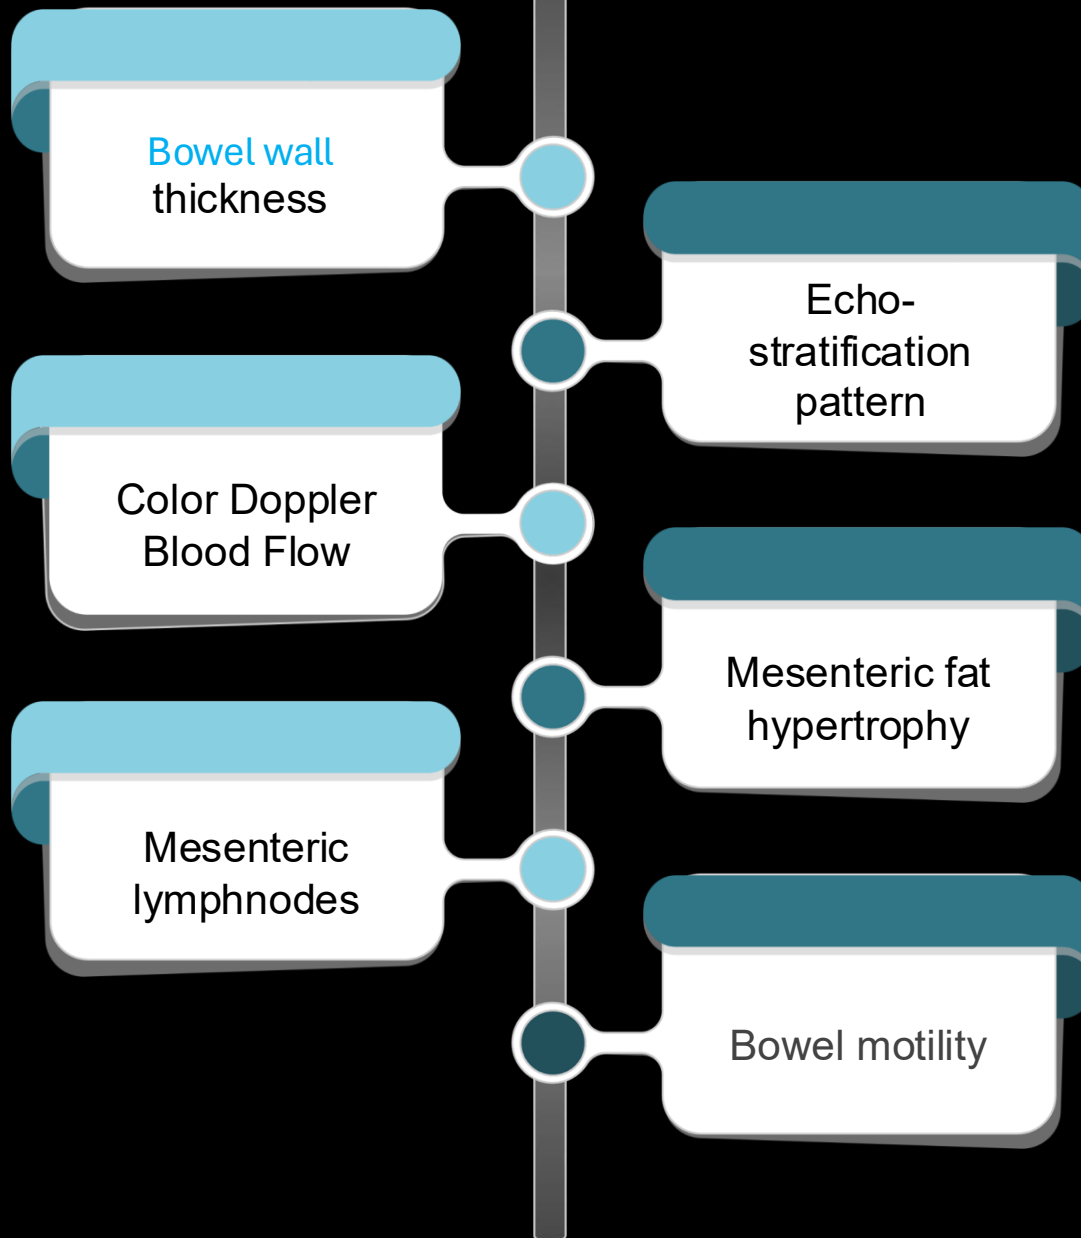 Bowel wall
thickness
Echo-
stratification
pattern
Color Doppler
Blood Flow
Mesenteric fat
hypertrophy
Mesenteric
lymphnodes
Bowel motility